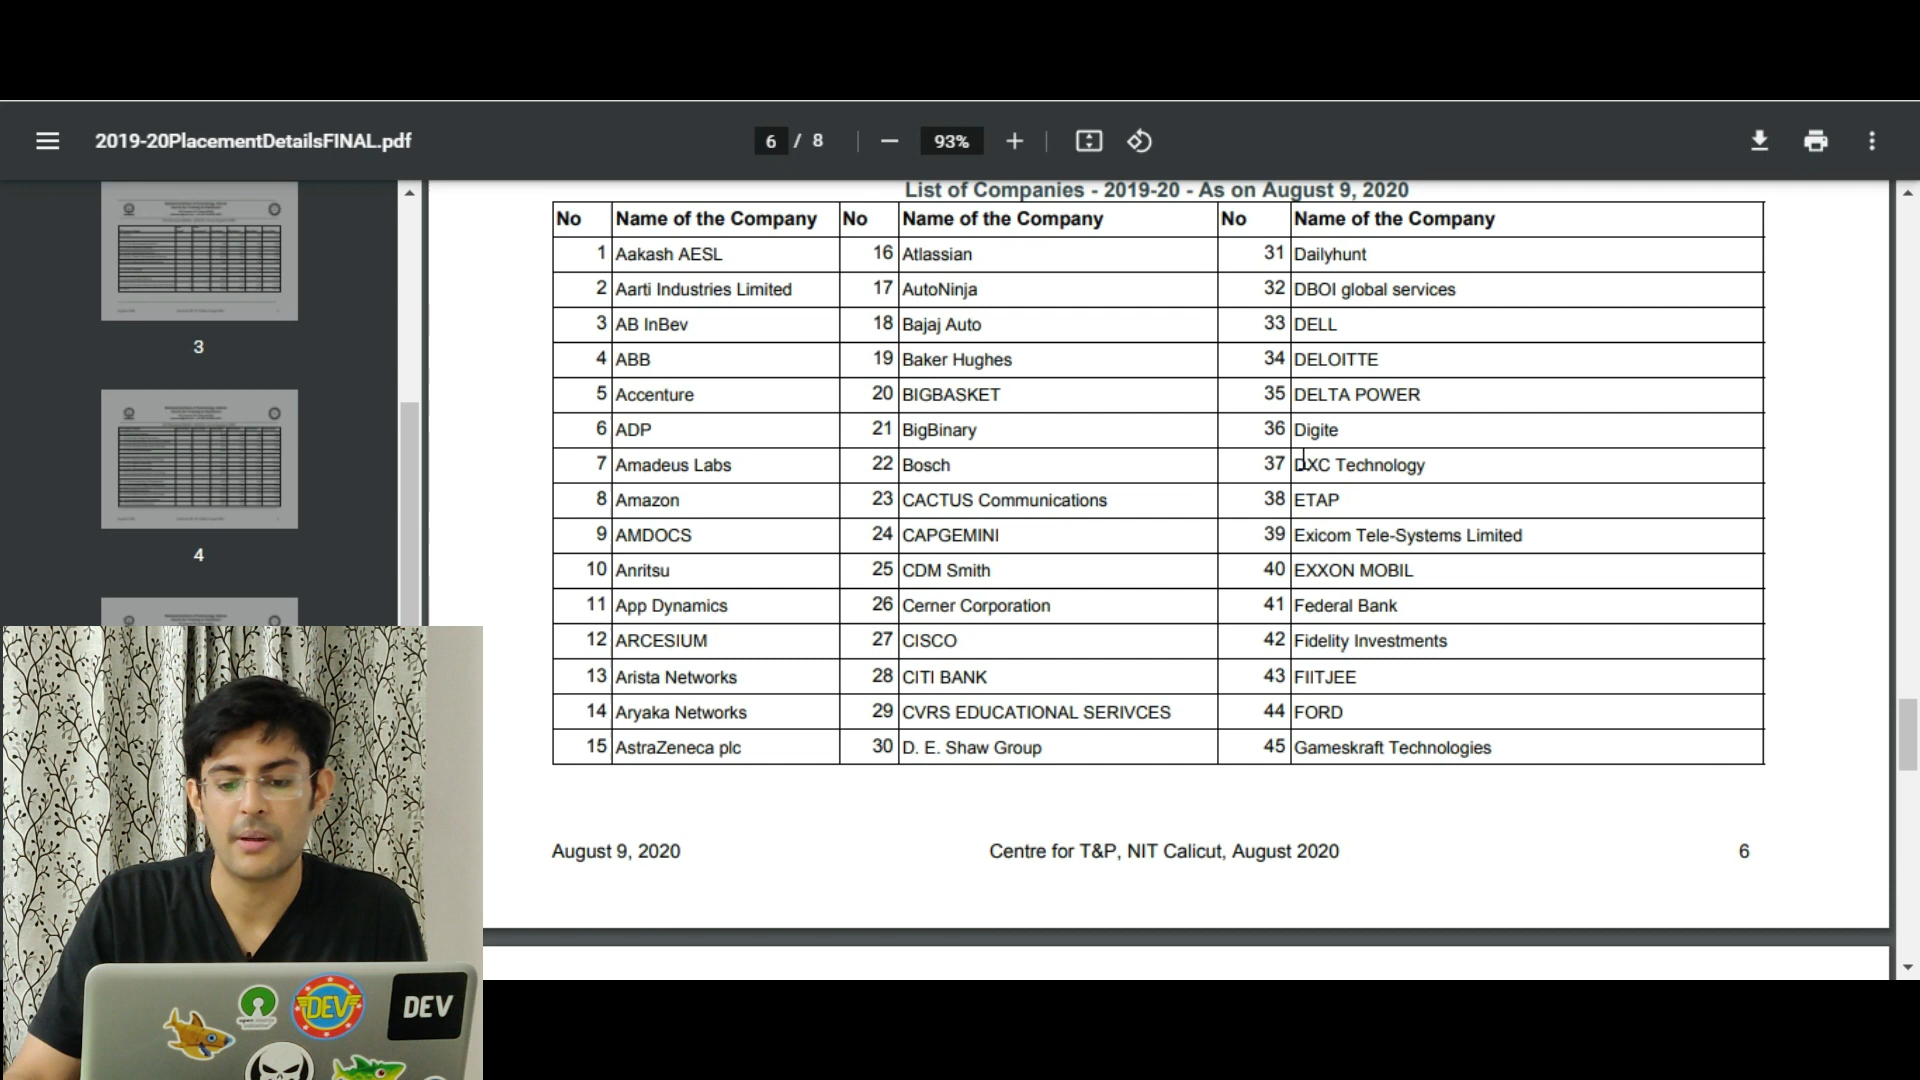 2019-20PlacementDetailsFINAL.pdf
6 / 8
93%
List of Companies - 2019-20 - As on August 9, 2020
No Name of the Company No Name of the Company No Name of the Company
1 Aakash AESL 16 Atlassian 31 Dailyhunt
2 Aarti Industries Limited 17 AutoNinja 32 DBOI global services
3 AB InBev 18 Bajaj Auto 33 DELL
4 ABB 19 Baker Hughes 34 DELOITTE
5 Accenture 20 BIGBASKET 35 DELTA POWER
6 ADP 21 BigBinary 36 Digite
7 Amadeus Labs 22 Bosch 37 DXC Technology
8 Amazon 23 CACTUS Communications 38 ETAP
9 AMDOCS 24 CAPGEMINI 39 Exicom Tele-Systems Limited
10 Anritsu 25 CDM Smith 40 EXXON MOBIL
11 App Dynamics 26 Cerner Corporation 41 Federal Bank
12 ARCESIUM 27 CISCO 42 Fidelity Investments
13 Arista Networks 28 CITI BANK 43 FIITJEE
14 Aryaka Networks 29 CVRS EDUCATIONAL SERIVCES 44 FORD
15 AstraZeneca plc 30 D. E. Shaw Group 45 Gameskraft Technologies
August 9, 2020 Centre for T&P, NIT Calicut, August 2020 6
3
4
DEV
DEV